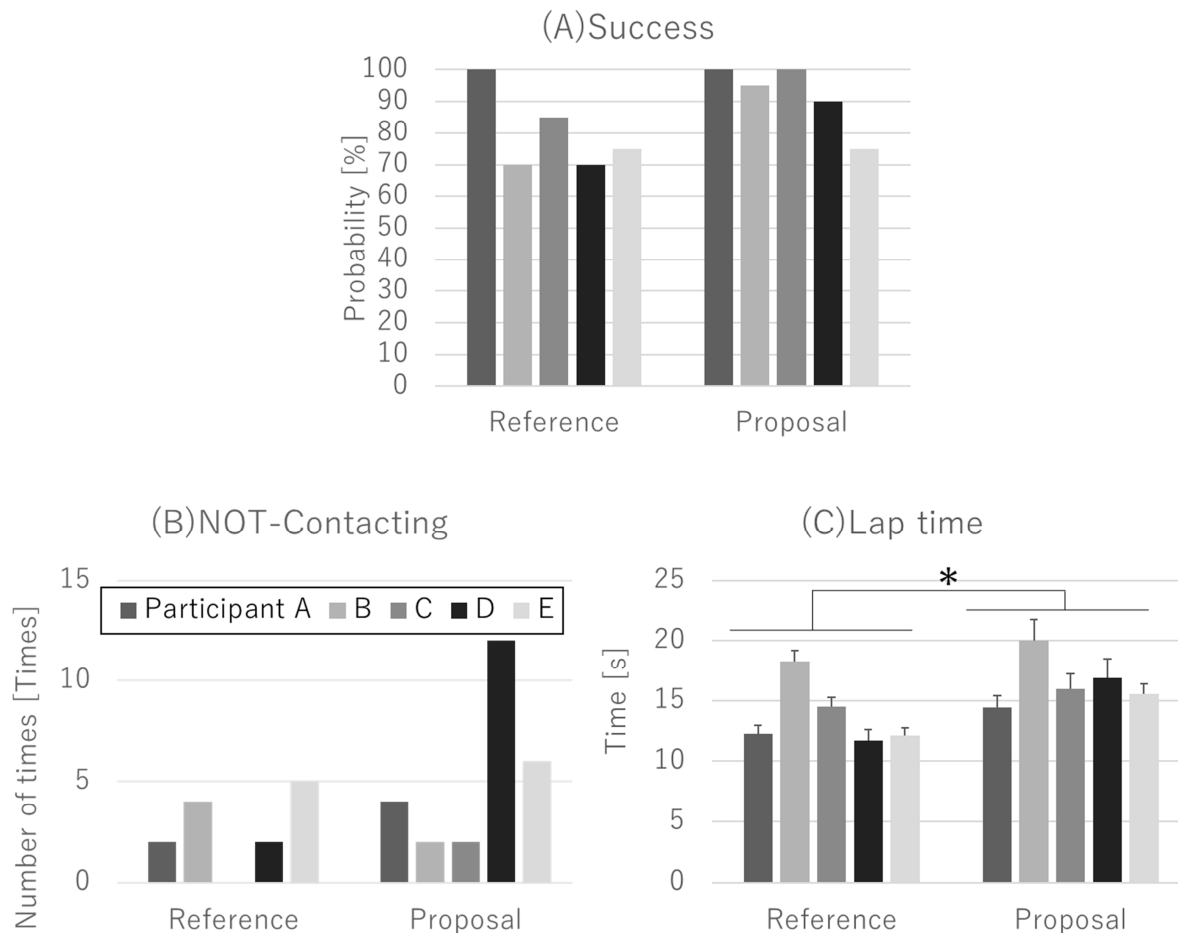 (A)Success
Probability [%]
100
90
80
70
60
50
40
30
20
10
0
Reference Proposal
(B)NOT-Contacting
Number of times [Times]
15
10
5
0
Participant A B C D E
Reference Proposal
(C)Lap time
Time [s]
25
20
15
10
5
0
*
Reference Proposal